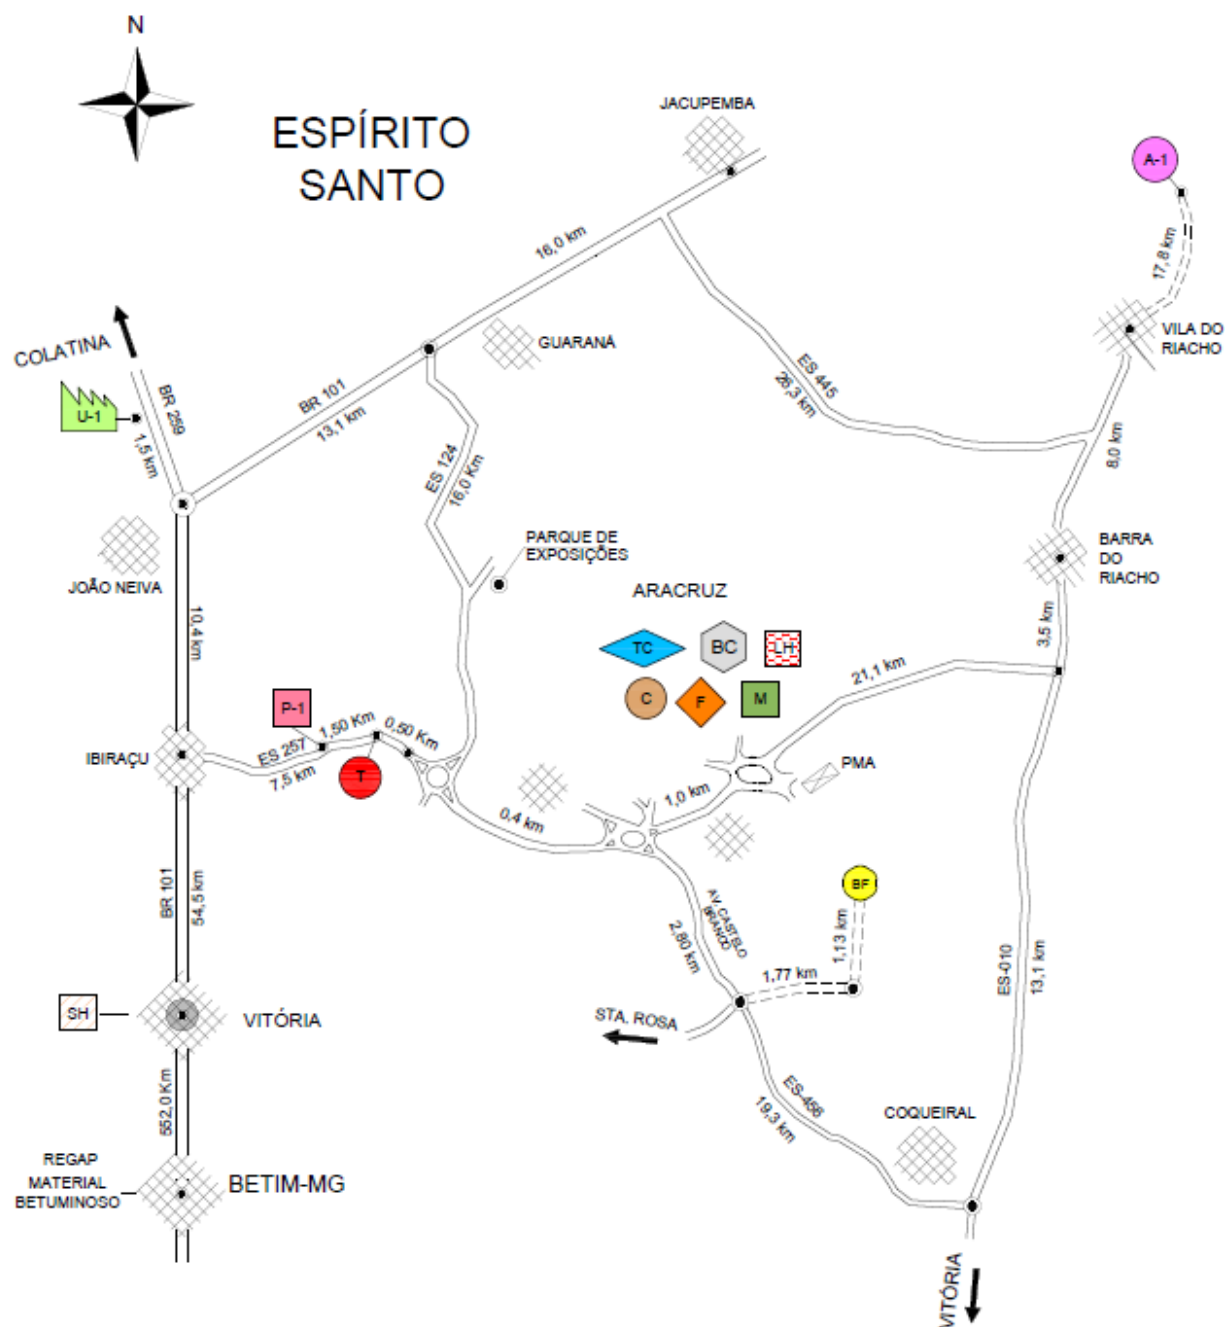 N
ESPÍRITO
SANTO
JACUPEMBA
A-1
16,0 km
17,8 km
VILA DO
RIACHO
GUARANÁ
COLATINA
BR 259
U-1
1,5 km
BR 101
13,1 km
ES 445
26,3 km
8,0 km
ES 124
16,0 Km
PARQUE DE
EXPOSIÇÕES
BARRA
DO
RIACHO
JOÃO NEIVA
ARACRUZ
10,4 km
3,5 km
TC
BC
LH
C
F
M
21,1 km
P-1
1,50 Km
0,50 Km
IBIRAÇU
ES 257
7,5 km
T
PMA
1,0 km
0,4 km
BR 101
54,5 km
AV. CASTELO
BRANCO
2,80 km
BF
1,13 km
1,77 km
ES-010
13,1 km
SH
VITÓRIA
STA. ROSA
552,0 Km
ES-456
19,3 km
COQUEIRAL
REGAP
MATERIAL
BETUMINOSO
BETIM-MG
VITÓRIA